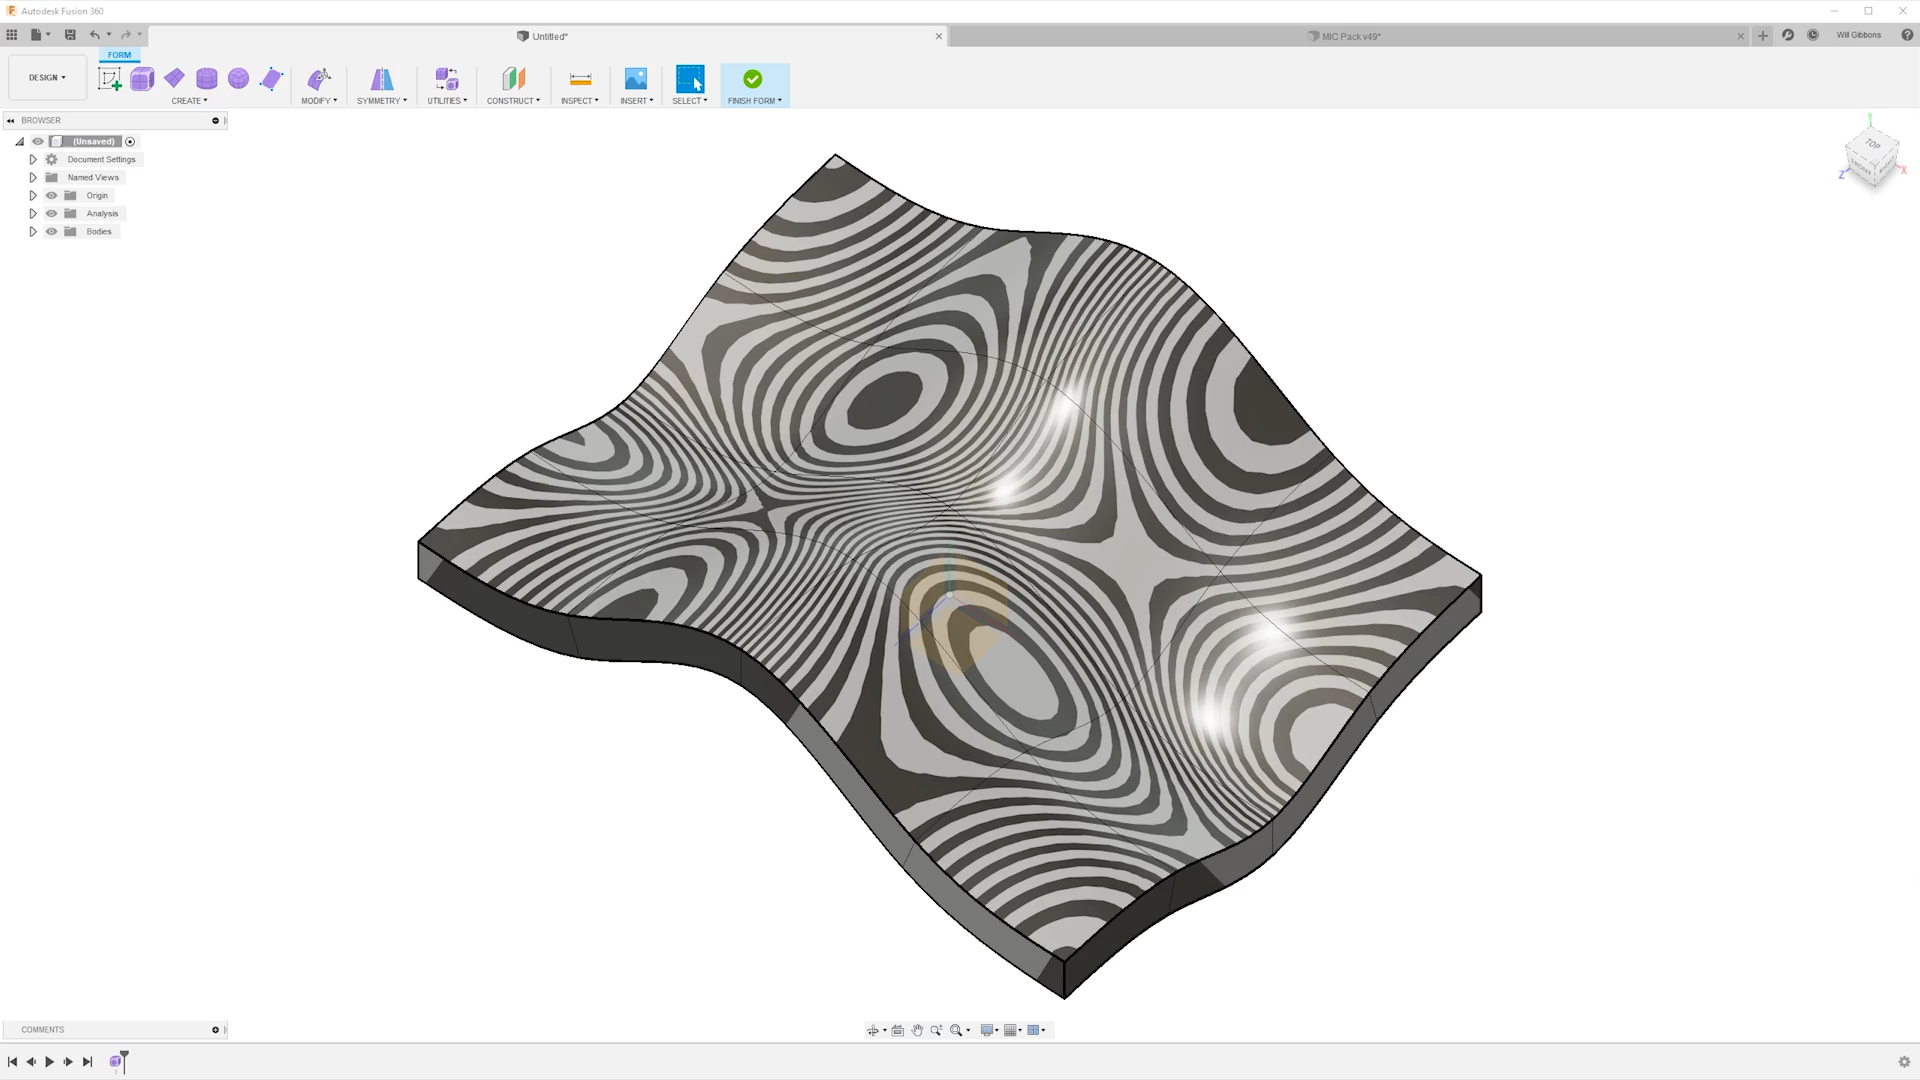 Autodesk Fusion 360
Untitled*
MIC Pack v49*
Will Gibbons
FORM
DESIGN
CREATE
MODIFY
SYMMETRY
UTILITIES
CONSTRUCT
INSPECT
INSERT
SELECT
FINISH FORM
BROWSER
(Unsaved)
Document Settings
Named Views
Origin
Analysis
Bodies
Y
TOP
Z
X
COMMENTS